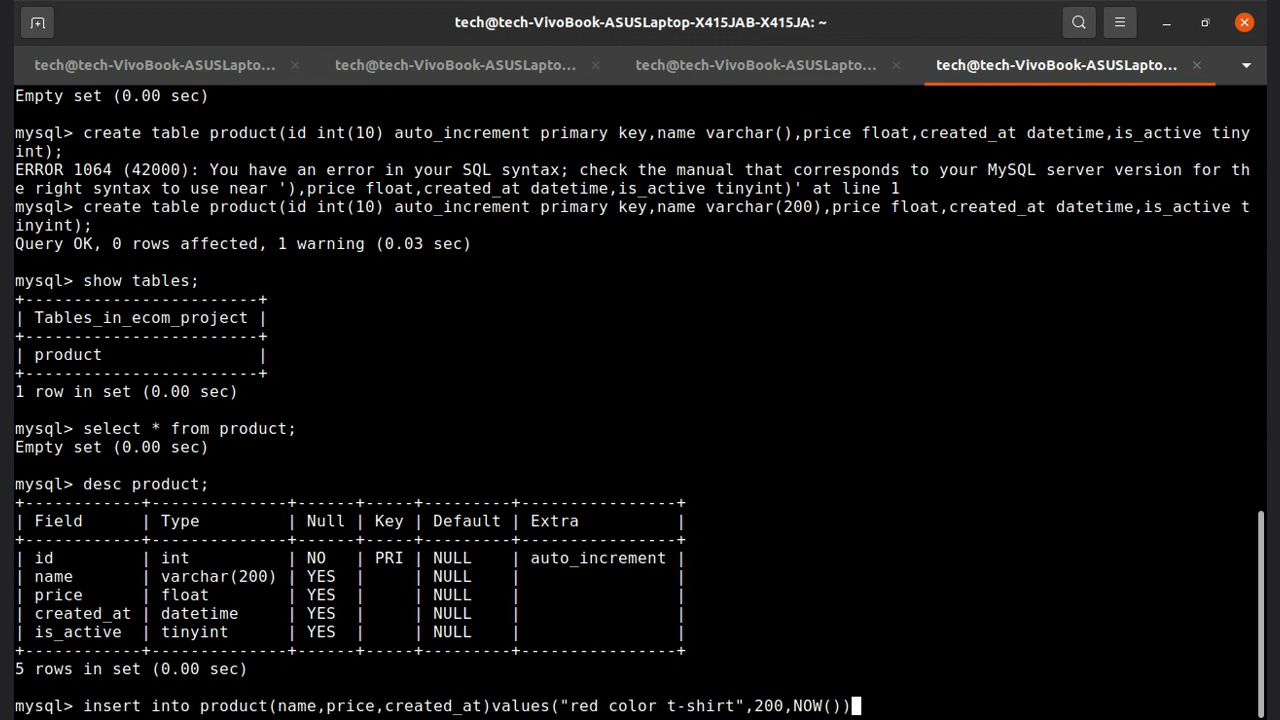 tech@tech-VivoBook-ASUSLaptop-X415JAB-X415JA: ~
tech@tech-VivoBook-ASUSLapto... × tech@tech-VivoBook-ASUSLapto... × tech@tech-VivoBook-ASUSLapto... × tech@tech-VivoBook-ASUSLapto... ×
Empty set (0.00 sec)
mysql> create table product(id int(10) auto_increment primary key,name varchar(),price float,created_at datetime,is_active tiny
int);
ERROR 1064 (42000): You have an error in your SQL syntax; check the manual that corresponds to your MySQL server version for th
e right syntax to use near '),price float,created_at datetime,is_active tinyint)' at line 1
mysql> create table product(id int(10) auto_increment primary key,name varchar(200),price float,created_at datetime,is_active t
inyint);
Query OK, 0 rows affected, 1 warning (0.03 sec)
mysql> show tables;
+------------------------+
| Tables_in_ecom_project |
+------------------------+
| product                |
+------------------------+
1 row in set (0.00 sec)
mysql> select * from product;
Empty set (0.00 sec)
mysql> desc product;
+------------+--------------+------+-----+---------+----------------+
| Field      | Type         | Null | Key | Default | Extra          |
+------------+--------------+------+-----+---------+----------------+
| id         | int          | NO   | PRI | NULL    | auto_increment |
| name       | varchar(200) | YES  |     | NULL    |                |
| price      | float        | YES  |     | NULL    |                |
| created_at | datetime     | YES  |     | NULL    |                |
| is_active  | tinyint      | YES  |     | NULL    |                |
+------------+--------------+------+-----+---------+----------------+
5 rows in set (0.00 sec)
mysql> insert into product(name,price,created_at)values("red color t-shirt",200,NOW())